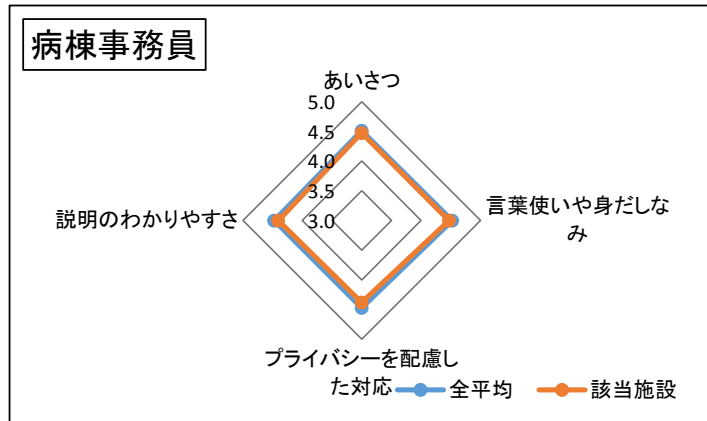 病棟事務員
あいさつ
5.0
4.5
4.0
3.5
3.0
説明のわかりやすさ
言葉使いや身だしな
み
プライバシーを配慮し
た対応
全平均
該当施設